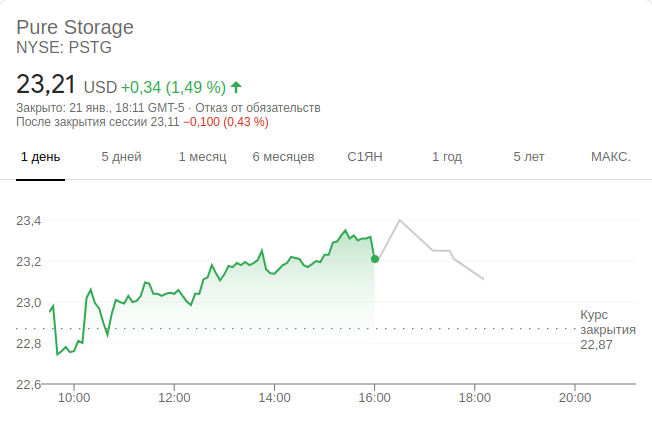 Pure Storage
NYSE: PSTG
23,21 USD +0,34 (1,49 %)
Закрыто: 21 янв., 18:11 GMT-5 · Отказ от обязательств
После закрытия сессии 23,11 −0,100 (0,43 %)
1 день 5 дней 1 месяц 6 месяцев С1ЯН 1 год 5 лет МАКС.
23,4
23,2
23,0
Курс
закрытия
22,87
22,8
22,6
10:00 12:00 14:00 16:00 18:00 20:00